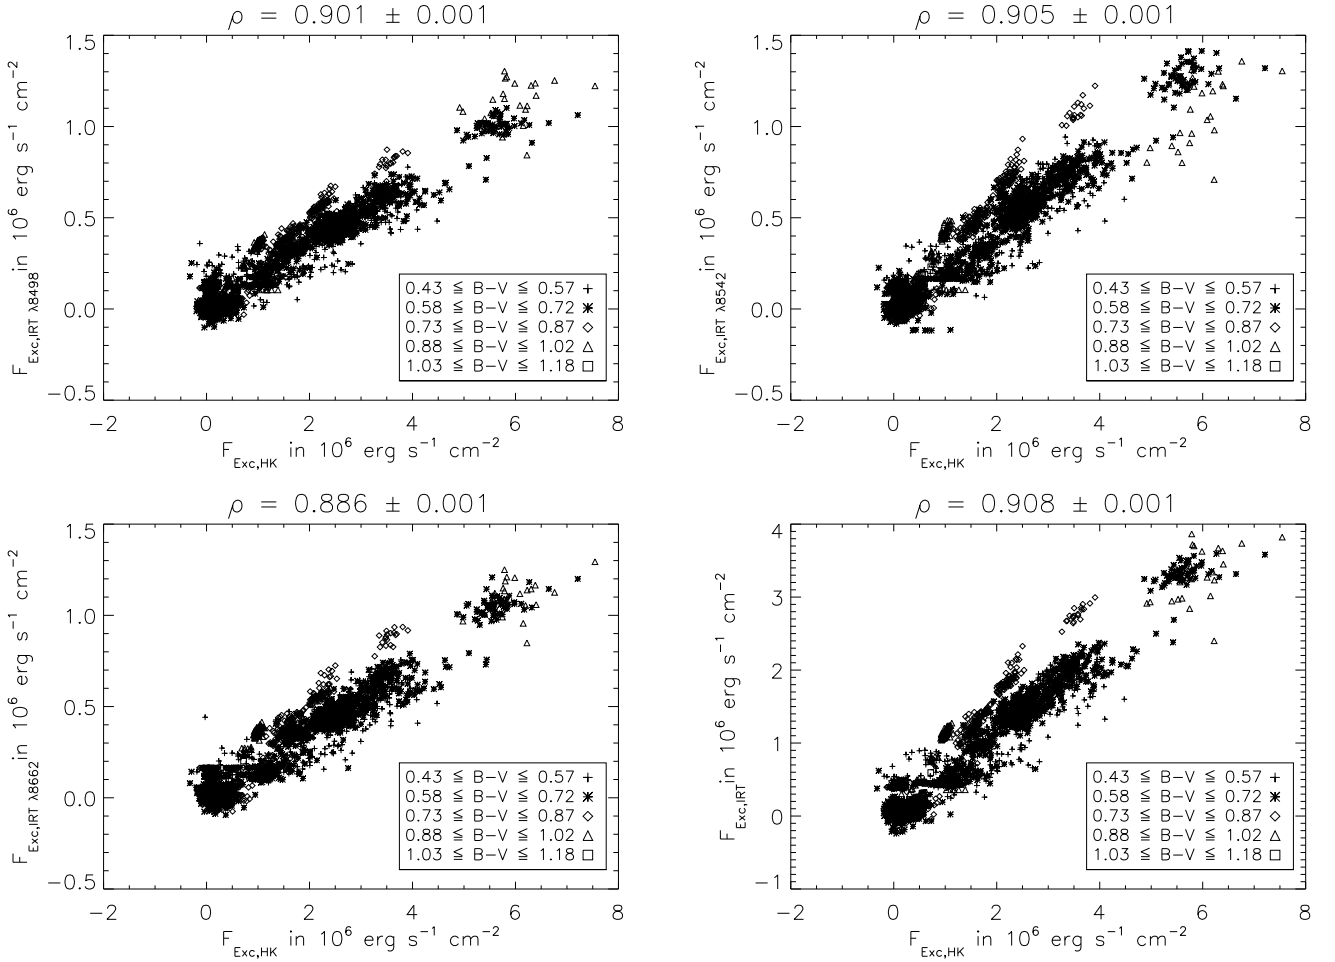 ρ = 0.901 ± 0.001
1.5
1.0
0.5
0.0
−0.5
F_Exc,IRT λ8498 in 10^6 erg s^−1 cm^−2
0.43 ≦ B−V ≦ 0.57 +
0.58 ≦ B−V ≦ 0.72 ∗
0.73 ≦ B−V ≦ 0.87 ◇
0.88 ≦ B−V ≦ 1.02 △
1.03 ≦ B−V ≦ 1.18 □
−2 0 2 4 6 8
F_Exc,HK in 10^6 erg s^−1 cm^−2
ρ = 0.905 ± 0.001
1.5
1.0
0.5
0.0
−0.5
F_Exc,IRT λ8542 in 10^6 erg s^−1 cm^−2
0.43 ≦ B−V ≦ 0.57 +
0.58 ≦ B−V ≦ 0.72 ∗
0.73 ≦ B−V ≦ 0.87 ◇
0.88 ≦ B−V ≦ 1.02 △
1.03 ≦ B−V ≦ 1.18 □
−2 0 2 4 6 8
F_Exc,HK in 10^6 erg s^−1 cm^−2
ρ = 0.886 ± 0.001
1.5
1.0
0.5
0.0
−0.5
F_Exc,IRT λ8662 in 10^6 erg s^−1 cm^−2
0.43 ≦ B−V ≦ 0.57 +
0.58 ≦ B−V ≦ 0.72 ∗
0.73 ≦ B−V ≦ 0.87 ◇
0.88 ≦ B−V ≦ 1.02 △
1.03 ≦ B−V ≦ 1.18 □
−2 0 2 4 6 8
F_Exc,HK in 10^6 erg s^−1 cm^−2
ρ = 0.908 ± 0.001
4
3
2
1
0
−1
F_Exc,IRT in 10^6 erg s^−1 cm^−2
0.43 ≦ B−V ≦ 0.57 +
0.58 ≦ B−V ≦ 0.72 ∗
0.73 ≦ B−V ≦ 0.87 ◇
0.88 ≦ B−V ≦ 1.02 △
1.03 ≦ B−V ≦ 1.18 □
−2 0 2 4 6 8
F_Exc,HK in 10^6 erg s^−1 cm^−2